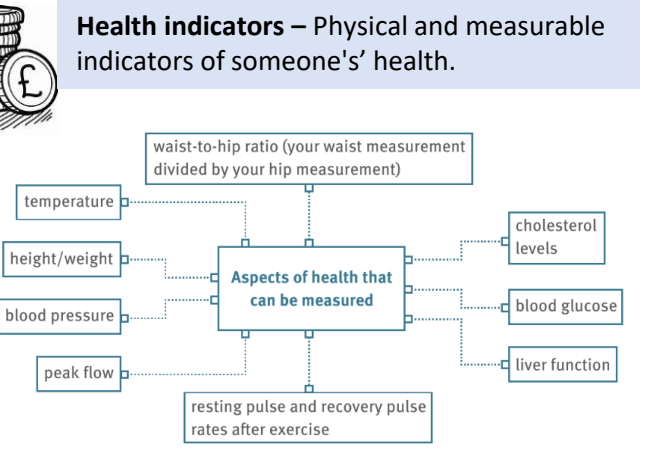 Health indicators – Physical and measurable
indicators of someone's’ health.
£
waist-to-hip ratio (your waist measurement
divided by your hip measurement)
temperature
height/weight
blood pressure
peak flow
Aspects of health that
can be measured
cholesterol
levels
blood glucose
liver function
resting pulse and recovery pulse
rates after exercise